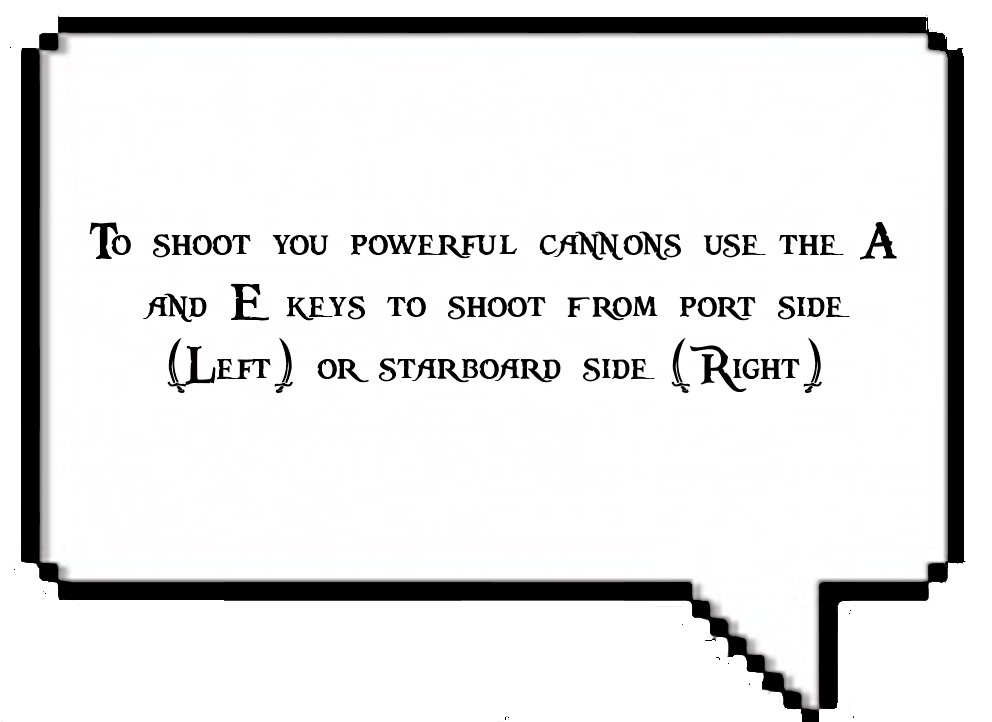 To shoot you powerful cannons use the A
and E keys to shoot from port side
(Left) or starboard side (Right)